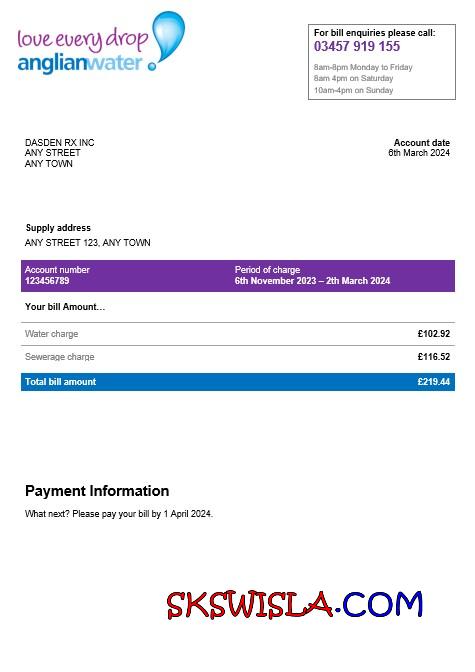 love every drop
anglianwater
For bill enquiries please call:
03457 919 155
8am-8pm Monday to Friday
8am 4pm on Saturday
10am-4pm on Sunday
DASDEN RX INC
ANY STREET
ANY TOWN
Account date
6th March 2024
Supply address
ANY STREET 123, ANY TOWN
Account number Period of charge
123456789 6th November 2023 – 2th March 2024
Your bill Amount...
Water charge £102.92
Sewerage charge £116.52
Total bill amount £219.44
Payment Information
What next? Please pay your bill by 1 April 2024.
SKSWISLA.COM